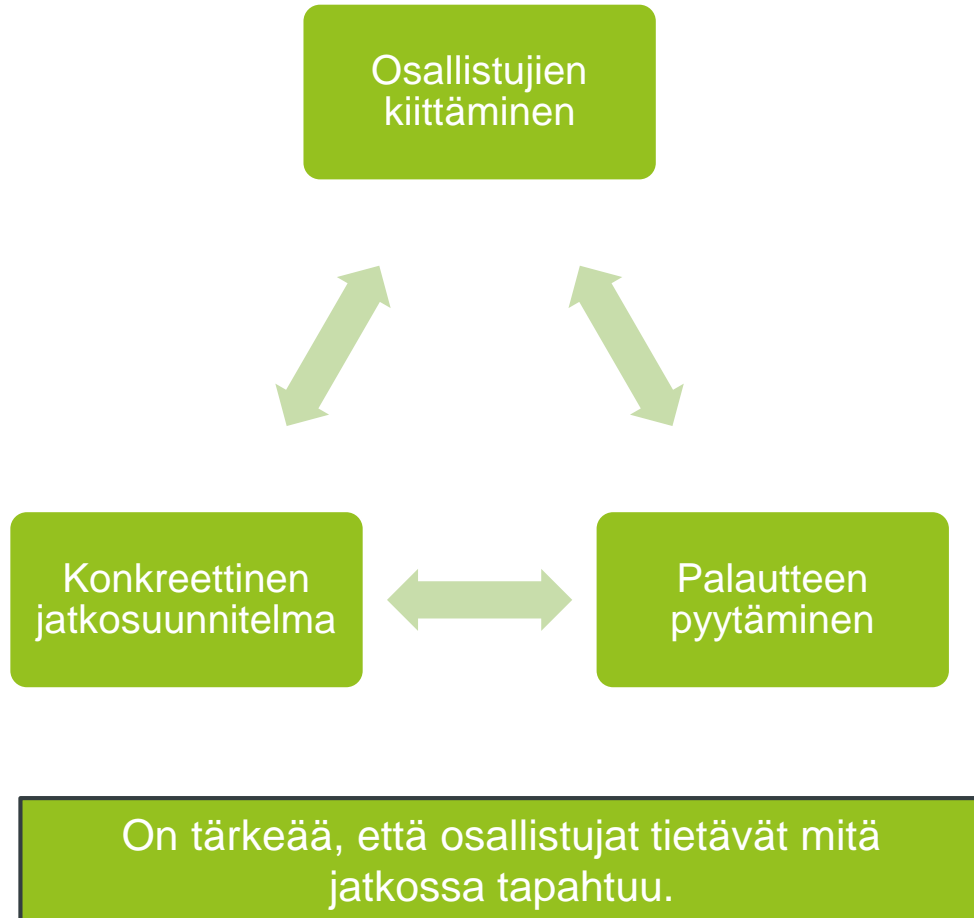 Osallistujien
kiittäminen
Konkreettinen
jatkosuunnitelma
Palautteen
pyytäminen
On tärkeää, että osallistujat tietävät mitä
jatkossa tapahtuu.